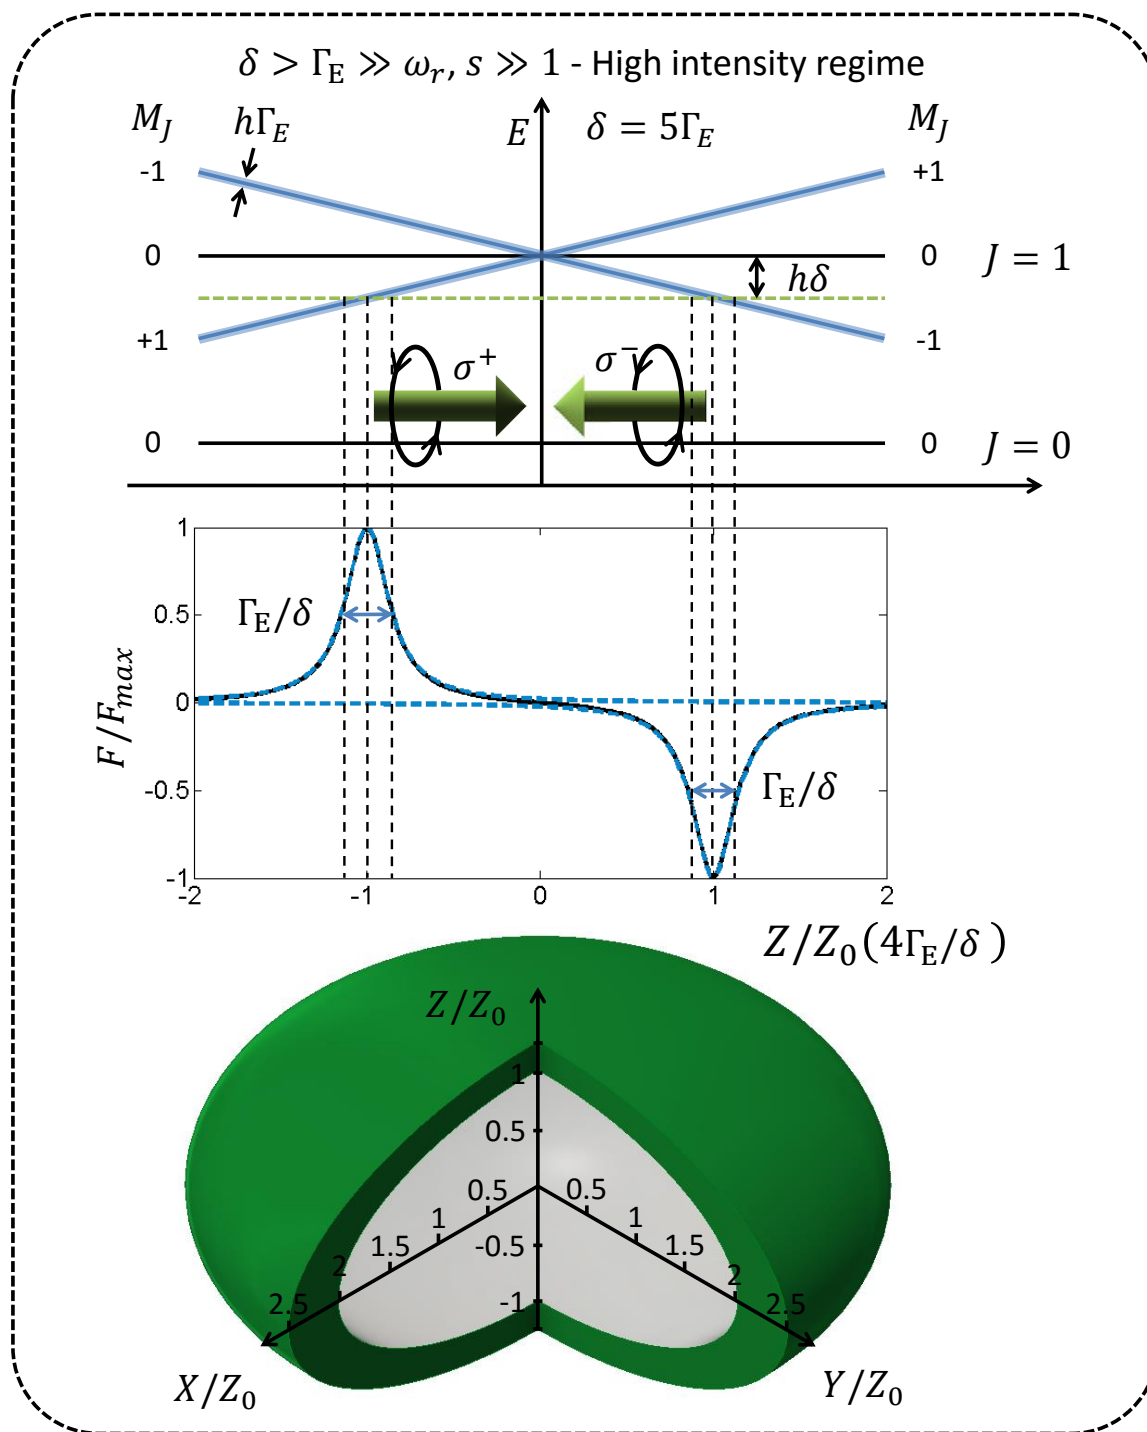 δ > Γ_E ≫ ω_r, s ≫ 1 - High intensity regime
M_J hΓ_E E δ = 5Γ_E M_J
-1 +1
0 0 J = 1
hδ
+1 -1
σ⁺ σ⁻
0 0 J = 0
1
0.5 Γ_E/δ
F/F_max
0
-0.5 Γ_E/δ
-1
-2 -1 0 1 2
Z/Z_0(4Γ_E/δ )
Z/Z_0
1
0.5
0.5 0.5
1 1
1.5 -0.5 1.5
2 2
2.5 -1 2.5
X/Z_0 Y/Z_0